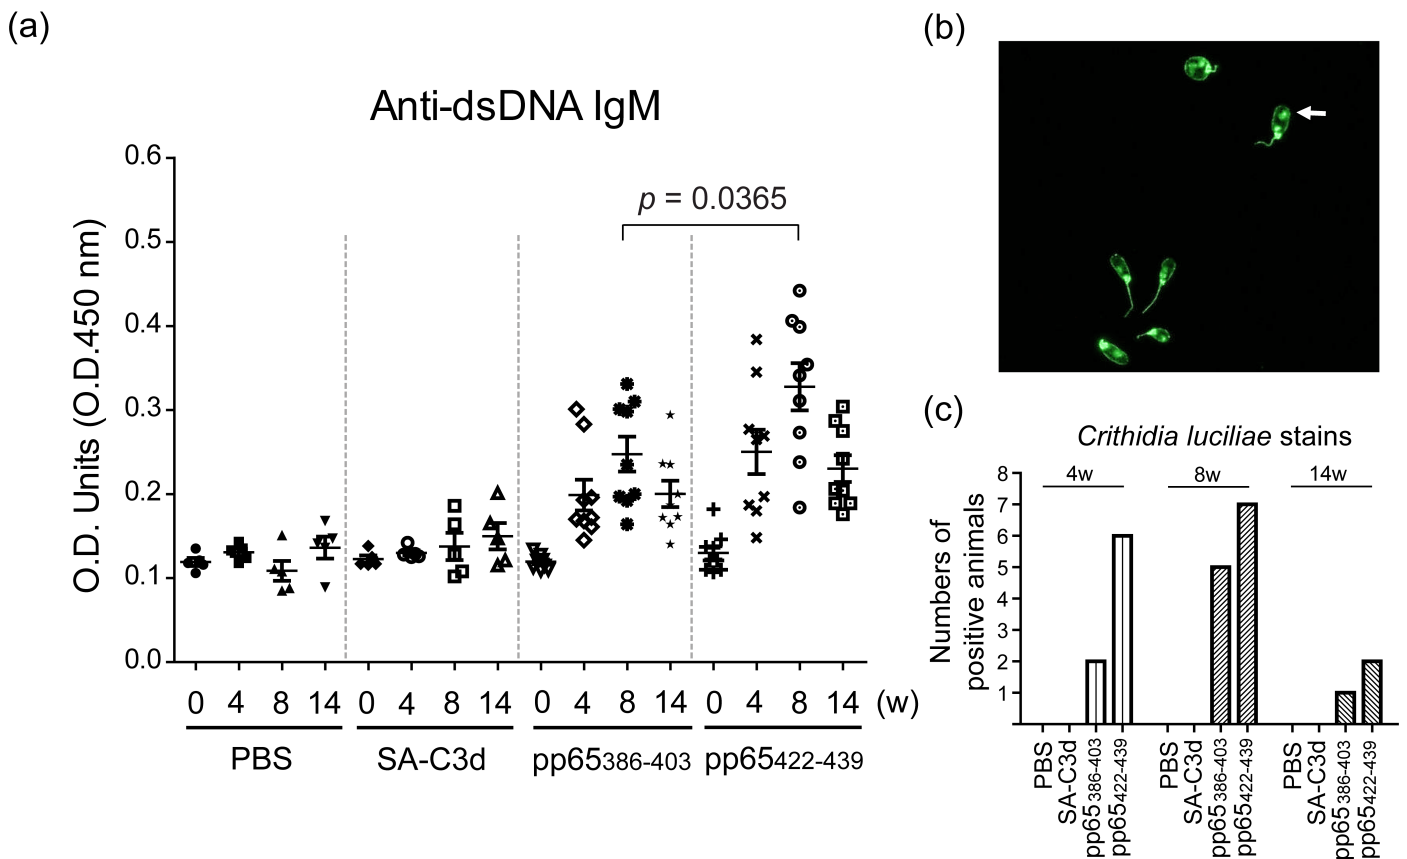 (a)
Anti-dsDNA IgM
O.D. Units (O.D.450 nm)
0.6
0.5
0.4
0.3
0.2
0.1
0.0
p = 0.0365
0 4 8 14 0 4 8 14 0 4 8 14 0 4 8 14 (w)
PBS SA-C3d pp65386-403 pp65422-439
(b)
(c)
Crithidia luciliae stains
Numbers of
positive animals
8
7
6
5
4
3
2
1
4w 8w 14w
PBS
SA-C3d
pp65386-403
pp65422-439
PBS
SA-C3d
pp65386-403
pp65422-439
PBS
SA-C3d
pp65386-403
pp65422-439